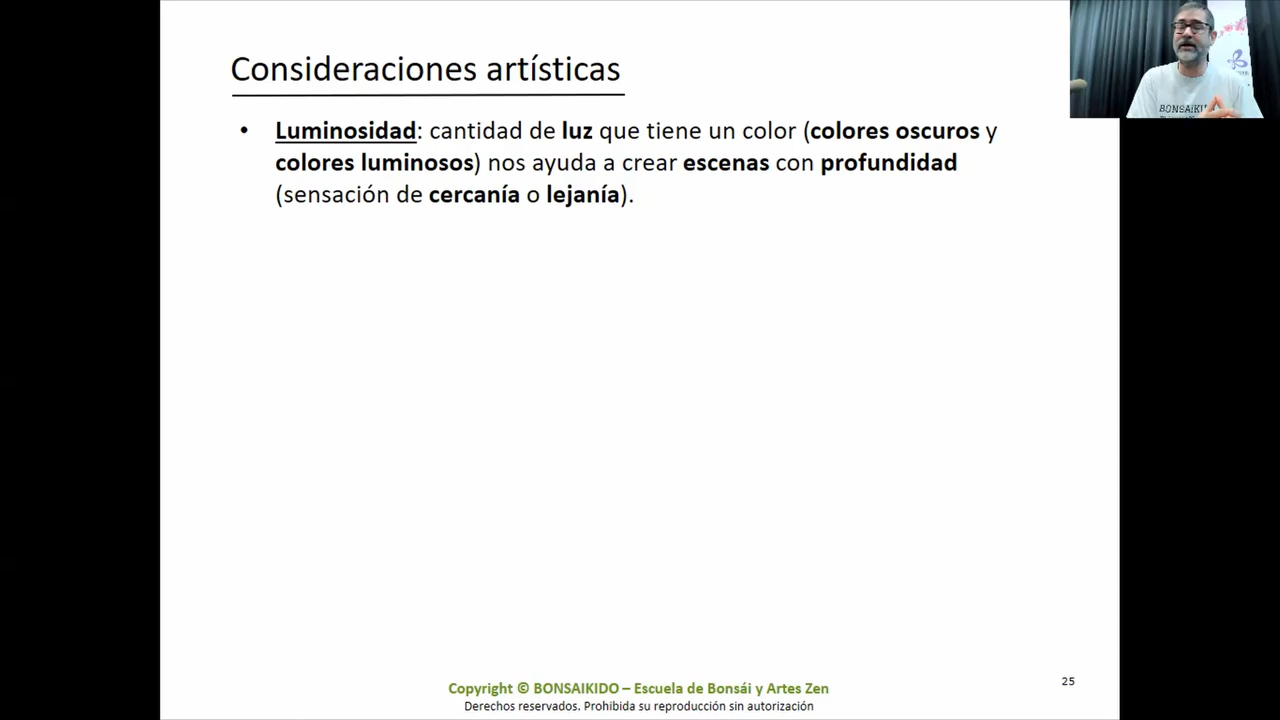 Consideraciones artísticas
• Luminosidad: cantidad de luz que tiene un color (colores oscuros y
colores luminosos) nos ayuda a crear escenas con profundidad
(sensación de cercanía o lejanía).
Copyright © BONSAIKIDO – Escuela de Bonsái y Artes Zen
Derechos reservados. Prohibida su reproducción sin autorización
25